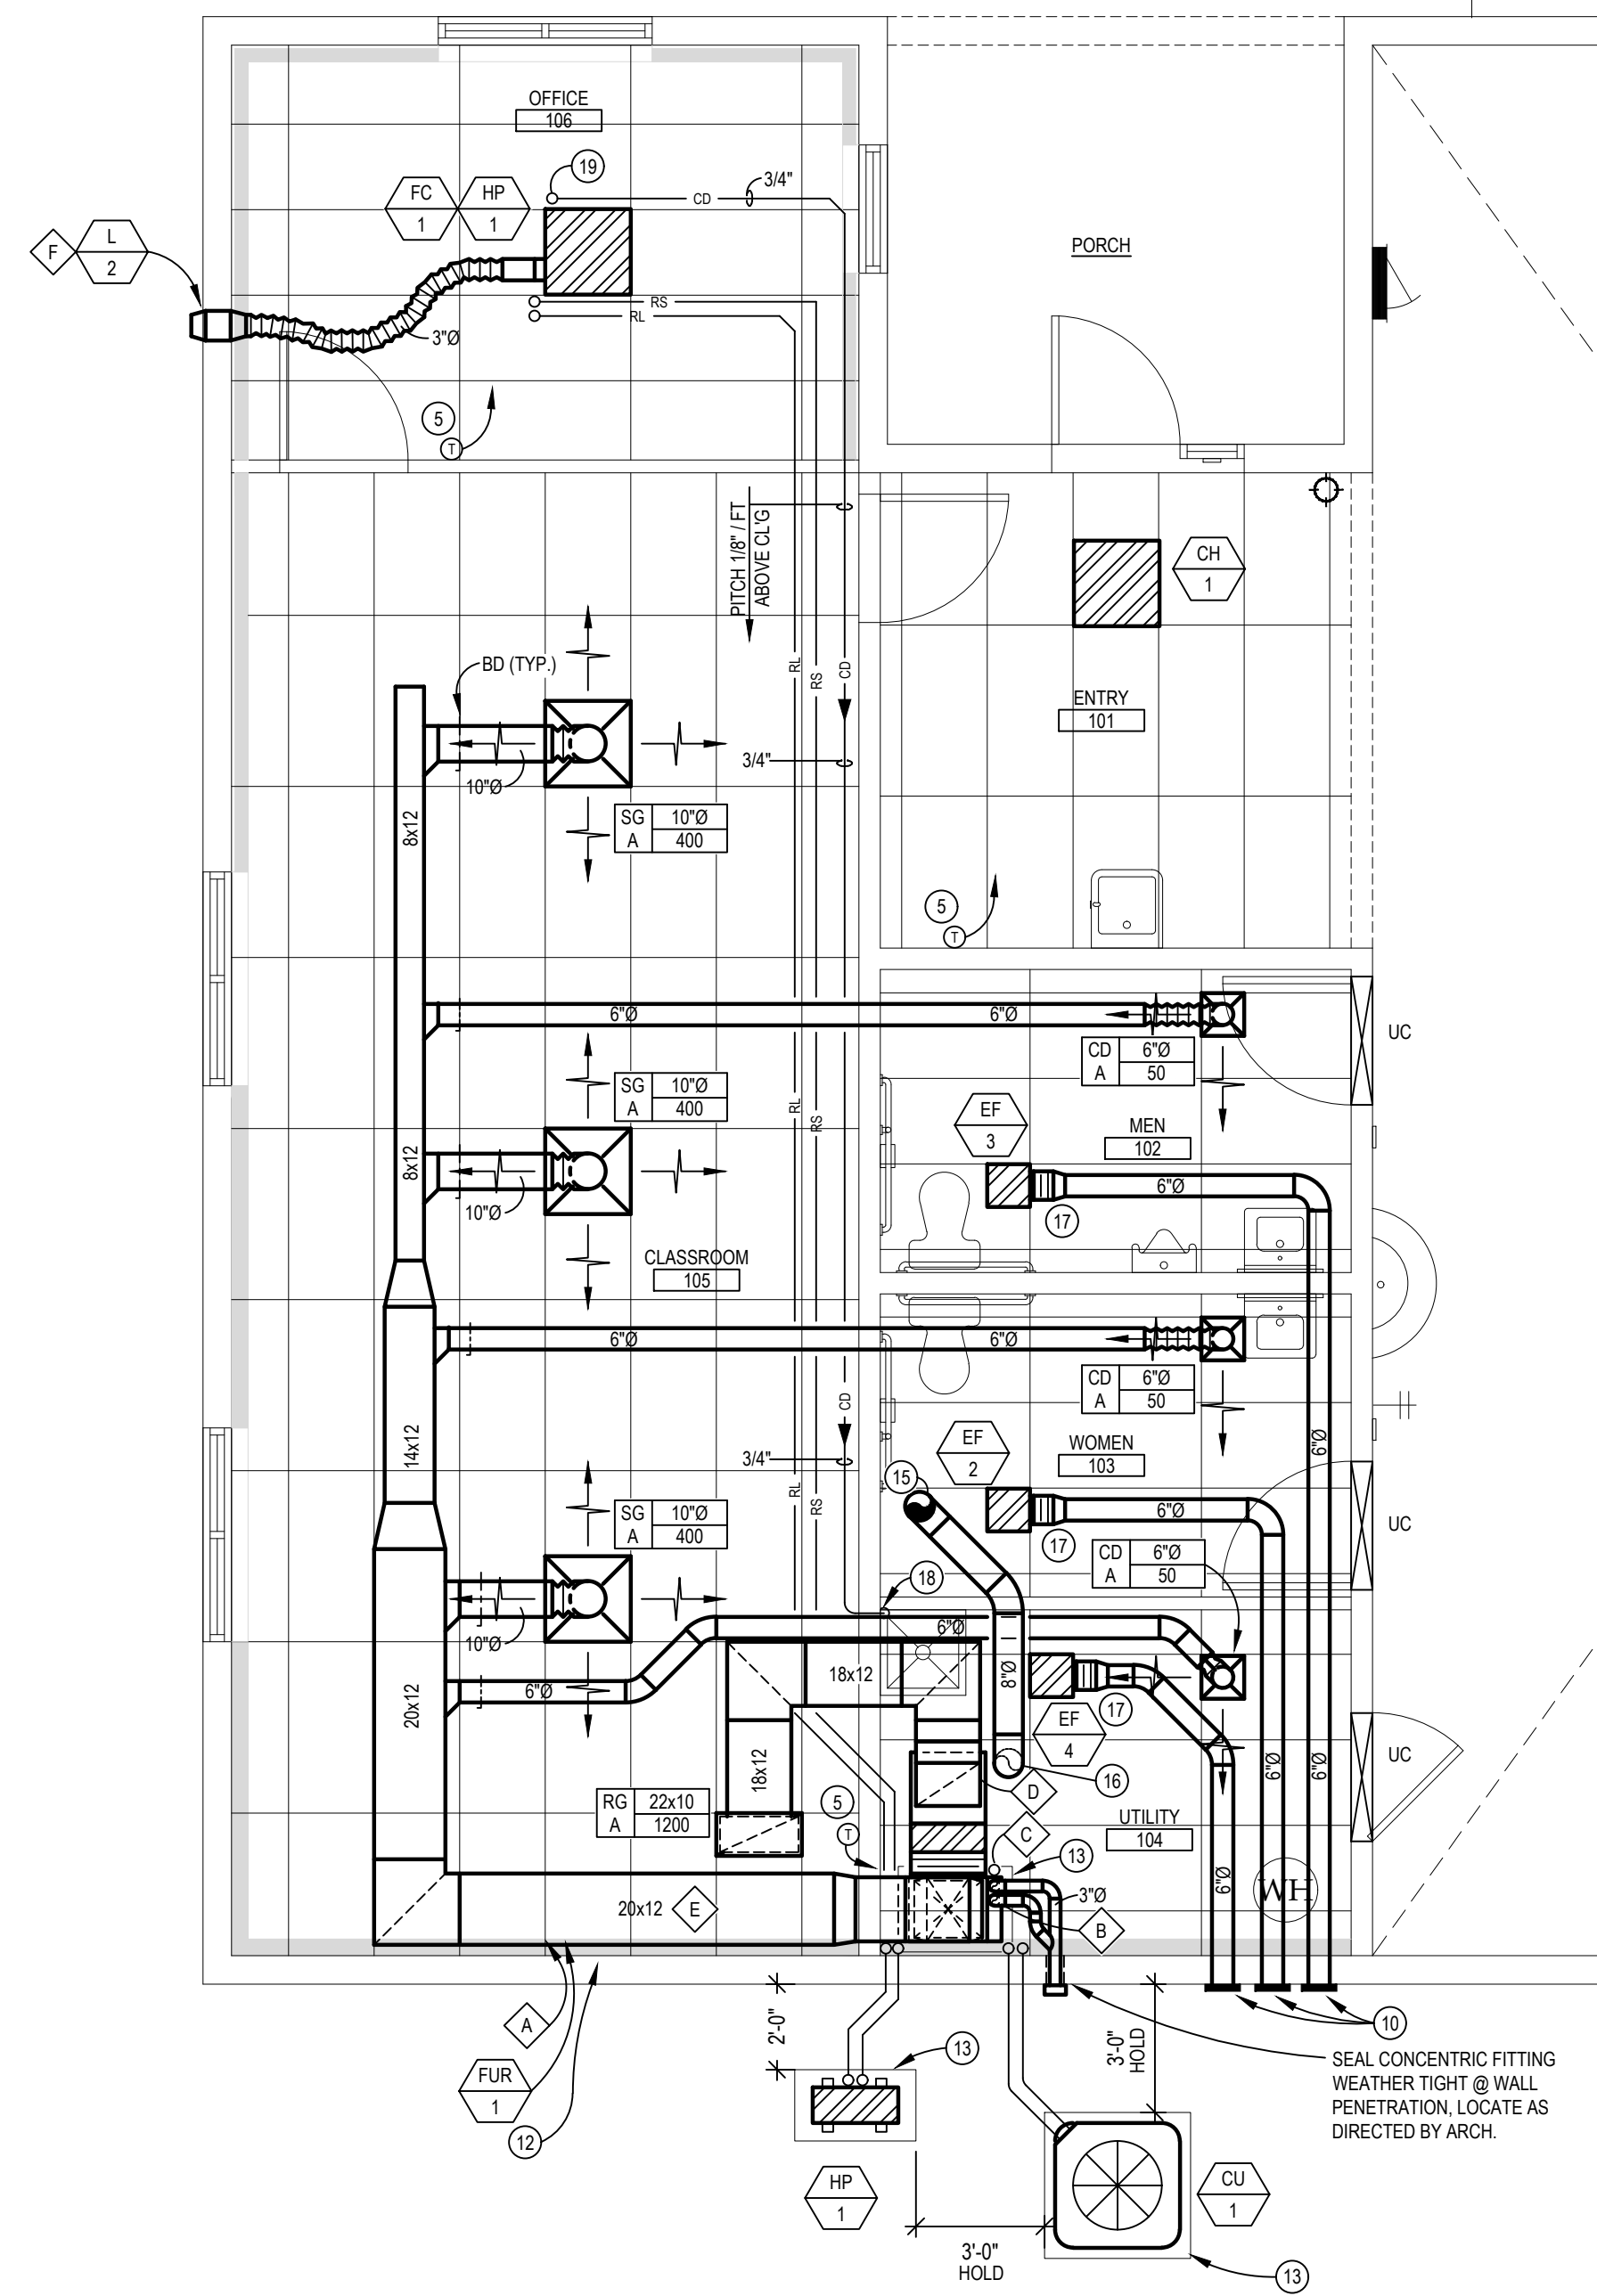 OFFICE
106
19
3/4"
CD
FC
1
HP
1
F
L
2
PORCH
RS
RL
3"Ø
5
T
PITCH 1/8" / FT
ABOVE CL'G
CH
1
BD (TYP.)
RL
RS
CD
ENTRY
101
10"Ø
3/4"
8x12
SG
A
10"Ø
400
5
T
6"Ø
6"Ø
UC
CD
A
6"Ø
50
SG
A
10"Ø
400
RL
RS
EF
3
MEN
102
8x12
10"Ø
6"Ø
17
CLASSROOM
105
6"Ø
6"Ø
CD
A
6"Ø
50
CD
14x12
3/4"
EF
2
WOMEN
103
6"Ø
15
RL
RS
SG
A
10"Ø
400
6"Ø
17
UC
CD
A
6"Ø
50
18
10"Ø
6"Ø
18x12
8"Ø
6"Ø
20x12
EF
4
17
UC
18x12
6"Ø
6"Ø
RG
A
22x10
1200
5
T
D
16
C
UTILITY
104
13
6"Ø
WH
20x12
E
3"Ø
B
A
2'-0"
3'-0"
HOLD
10
FUR
1
12
13
SEAL CONCENTRIC FITTING
WEATHER TIGHT @ WALL
PENETRATION, LOCATE AS
DIRECTED BY ARCH.
HP
1
CU
1
3'-0"
HOLD
13